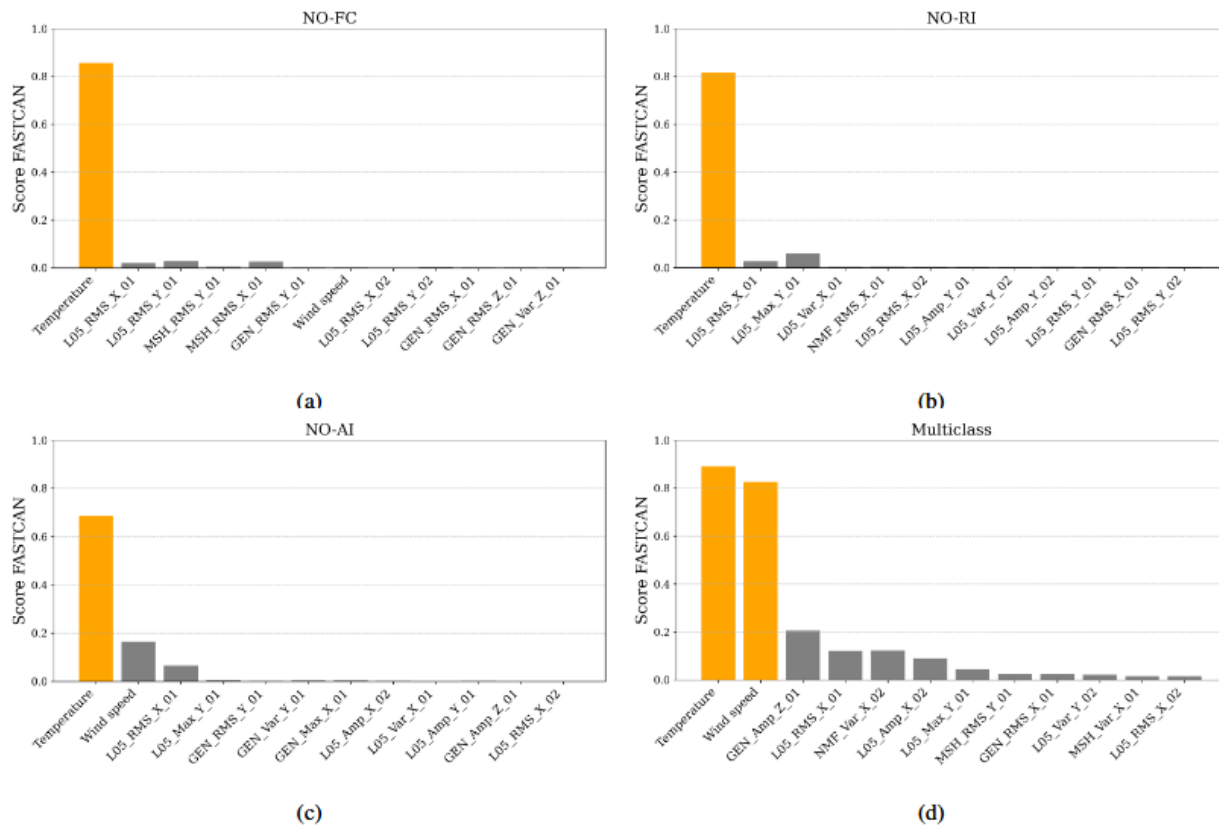 NO-FC
Score FASTCAN
1.0
0.8
0.6
0.4
0.2
0.0
Temperature
L05_RMS_X_01
L05_RMS_Y_01
MSH_RMS_Y_01
MSH_RMS_X_01
GEN_RMS_Y_01
Wind speed
L05_RMS_X_02
L05_RMS_Y_02
GEN_RMS_X_01
GEN_RMS_Z_01
GEN_Var_Z_01
(a)
NO-RI
Score FASTCAN
1.0
0.8
0.6
0.4
0.2
0.0
Temperature
L05_RMS_X_01
L05_Max_Y_01
L05_Var_X_01
NMF_RMS_X_01
L05_RMS_X_02
L05_Amp_Y_01
L05_Var_Y_02
L05_Amp_Y_02
L05_RMS_Y_01
GEN_RMS_X_01
L05_RMS_Y_02
(b)
NO-AI
Score FASTCAN
1.0
0.8
0.6
0.4
0.2
0.0
Temperature
Wind speed
L05_RMS_X_01
L05_Max_Y_01
GEN_RMS_Y_01
GEN_Var_Y_01
GEN_Max_X_01
L05_Amp_X_02
L05_Var_X_01
L05_Amp_Y_01
GEN_Amp_Z_01
L05_RMS_X_02
(c)
Multiclass
Score FASTCAN
1.0
0.8
0.6
0.4
0.2
0.0
Temperature
Wind speed
GEN_Amp_Z_01
L05_RMS_X_01
NMF_Var_X_02
L05_Amp_X_02
L05_Max_Y_01
MSH_RMS_Y_01
GEN_RMS_X_01
L05_Var_Y_02
MSH_Var_X_01
L05_RMS_X_02
(d)